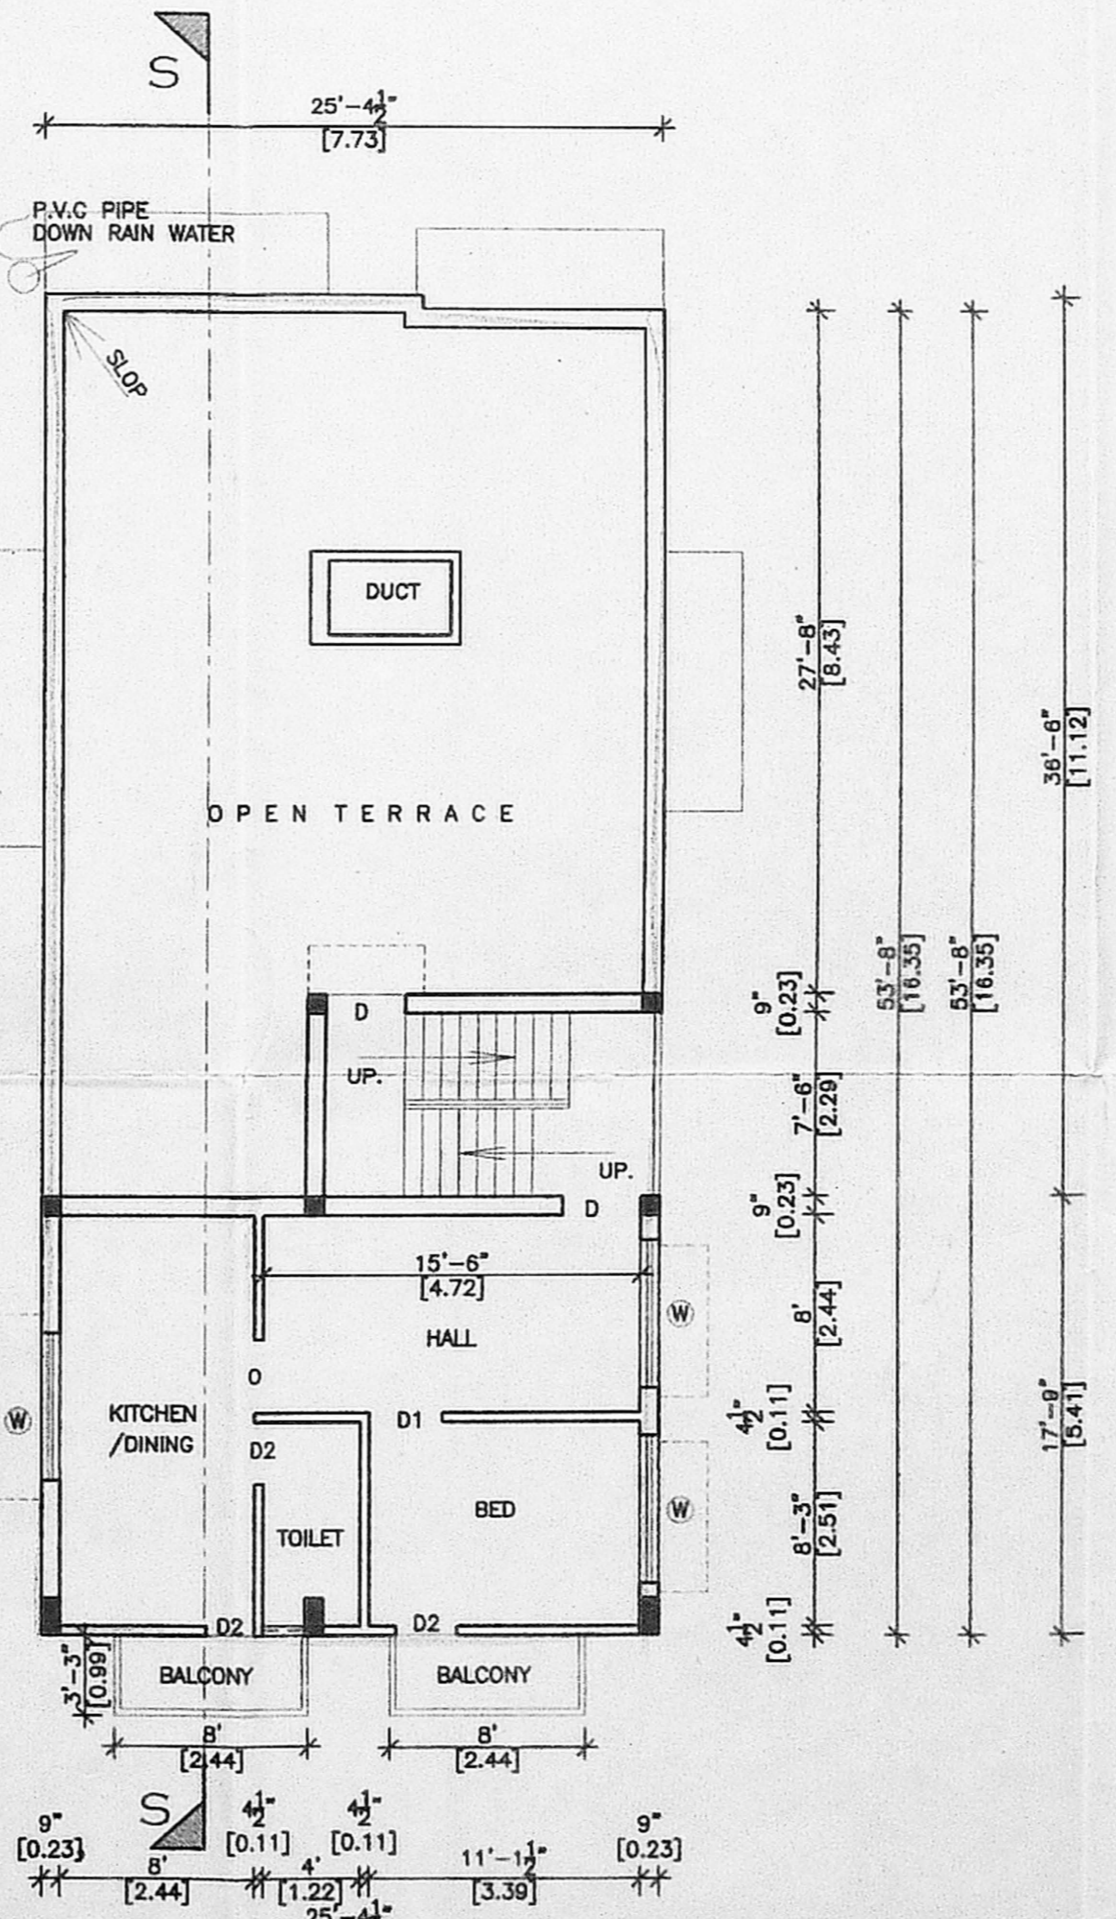 S
25'-4½"
[7.73]
P.V.C PIPE
DOWN RAIN WATER
SLOP
DUCT
27'-8"
[8.43]
36'-6"
[11.12]
OPEN TERRACE
53'-8"
[16.35]
53'-8"
[16.35]
9"
[0.23]
D
UP.
7'-6"
[2.29]
UP.
D
9"
[0.23]
15'-6"
[4.72]
HALL
W
8'
[2.44]
O
KITCHEN
/DINING
W
D1
4½"
[0.11]
17'-9"
[5.41]
D2
BED
W
8'-3"
[2.51]
TOILET
D2
D2
4½"
[0.11]
3'-3"
[0.99]
BALCONY
BALCONY
8'
[2.44]
8'
[2.44]
S
9"
[0.23]
4½"
[0.11]
4½"
[0.11]
9"
[0.23]
8'
[2.44]
4'
[1.22]
11'-1½"
[3.39]
25'-4½"